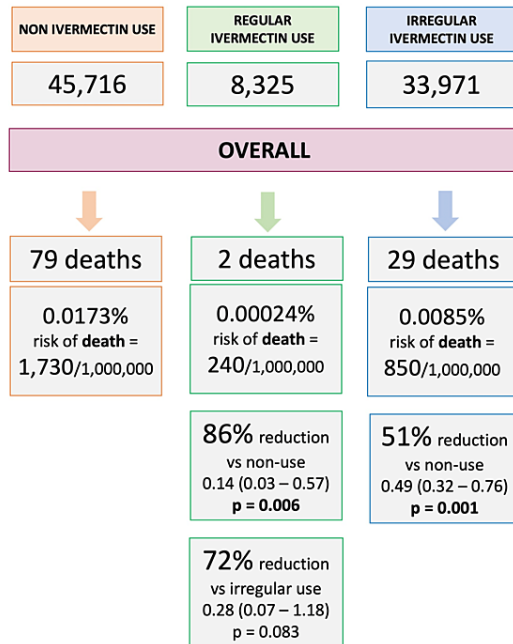 NON IVERMECTIN USE
45,716
REGULAR
IVERMECTIN USE
8,325
IRREGULAR
IVERMECTIN USE
33,971
OVERALL
79 deaths
0.0173%
risk of death =
1,730/1,000,000
2 deaths
0.00024%
risk of death =
240/1,000,000
86% reduction
vs non-use
0.14 (0.03 – 0.57)
p = 0.006
72% reduction
vs irregular use
0.28 (0.07 – 1.18)
p = 0.083
29 deaths
0.0085%
risk of death =
850/1,000,000
51% reduction
vs non-use
0.49 (0.32 – 0.76)
p = 0.001